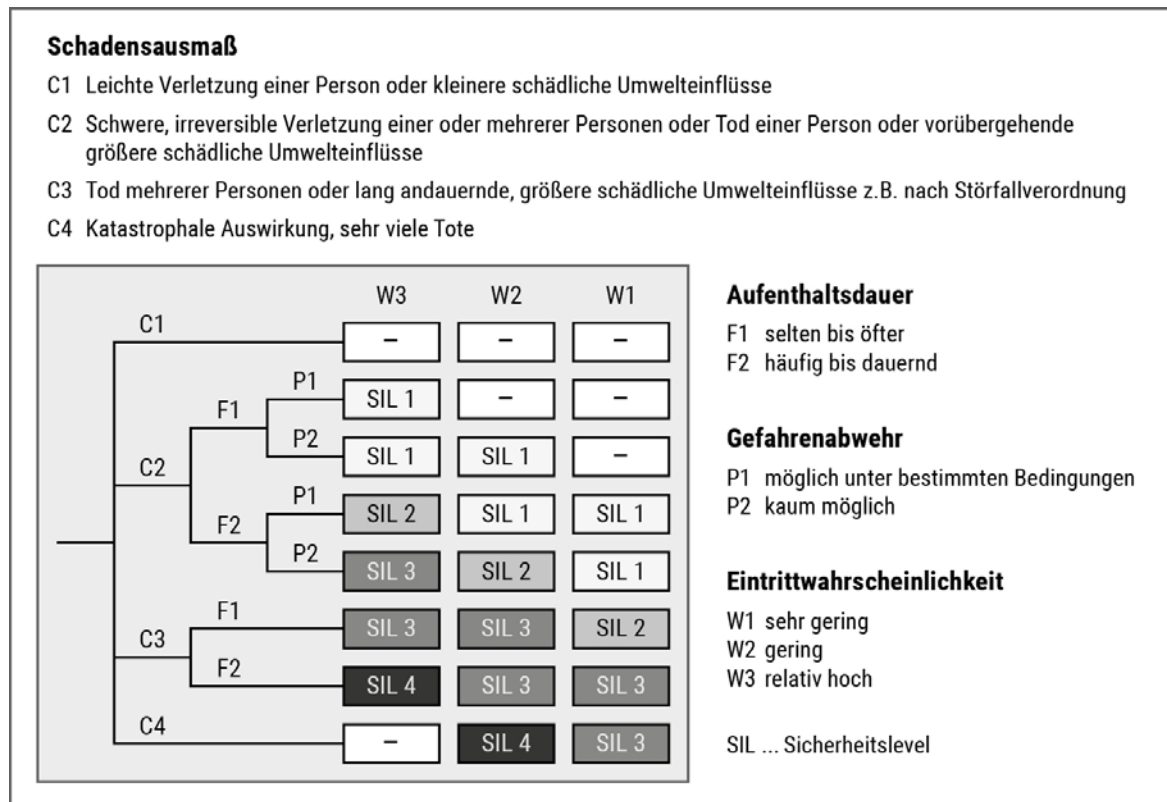 Schadensausmaß
C1 Leichte Verletzung einer Person oder kleinere schädliche Umwelteinflüsse
C2 Schwere, irreversible Verletzung einer oder mehrerer Personen oder Tod einer Person oder vorübergehende
größere schädliche Umwelteinflüsse
C3 Tod mehrerer Personen oder lang andauernde, größere schädliche Umwelteinflüsse z.B. nach Störfallverordnung
C4 Katastrophale Auswirkung, sehr viele Tote
W3 W2 W1
C1 – – –
C2 F1 P1 SIL 1 – –
P2 SIL 1 SIL 1 –
F2 P1 SIL 2 SIL 1 SIL 1
P2 SIL 3 SIL 2 SIL 1
C3 F1 SIL 3 SIL 3 SIL 2
F2 SIL 4 SIL 3 SIL 3
C4 – SIL 4 SIL 3
Aufenthaltsdauer
F1 selten bis öfter
F2 häufig bis dauernd
Gefahrenabwehr
P1 möglich unter bestimmten Bedingungen
P2 kaum möglich
Eintrittwahrscheinlichkeit
W1 sehr gering
W2 gering
W3 relativ hoch
SIL ... Sicherheitslevel